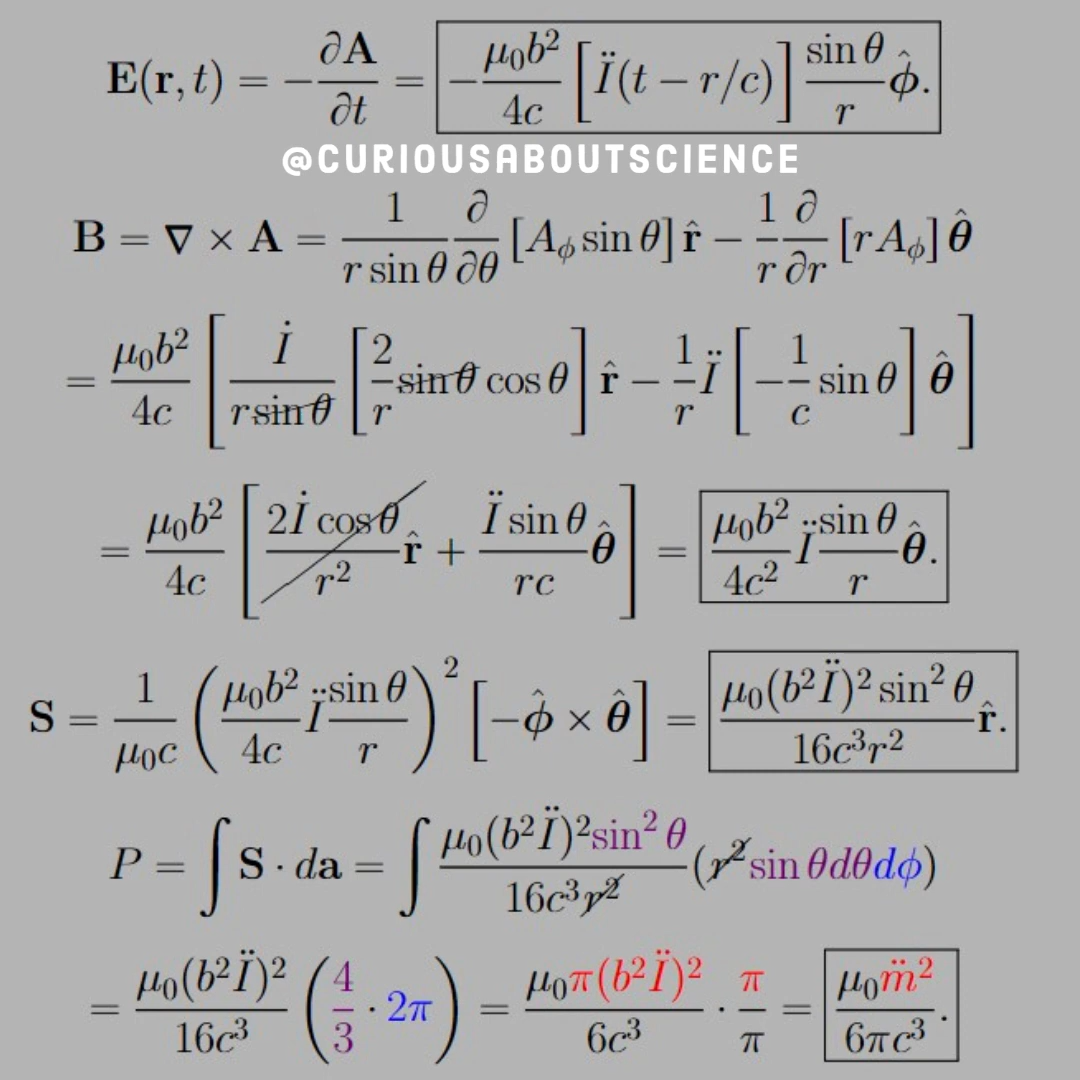 E(r, t) = −∂A/∂t = −μ₀b²/4c [Ï(t − r/c)] sin θ/r ϕ̂.
@CURIOUSABOUTSCIENCE
B = ∇ × A = 1/(r sin θ) ∂/∂θ [A_ϕ sin θ] r̂ − 1/r ∂/∂r [r A_ϕ] θ̂
= μ₀b²/4c [ İ/(r sin θ) [2/r sin θ cos θ] r̂ − 1/r Ï [−1/c sin θ] θ̂ ]
= μ₀b²/4c [ 2İ cos θ/r² r̂ + Ï sin θ/rc θ̂ ] = μ₀b²/4c² Ï sin θ/r θ̂.
S = 1/μ₀c (μ₀b²/4c Ï sin θ/r)² [−ϕ̂ × θ̂] = μ₀(b²Ï)² sin² θ/16c³r² r̂.
P = ∫ S · da = ∫ μ₀(b²Ï)² sin² θ/16c³r² (r² sin θdθdϕ)
= μ₀(b²Ï)²/16c³ (4/3 · 2π) = μ₀π(b²Ï)²/6c³ · π/π = μ₀m̈²/6πc³.